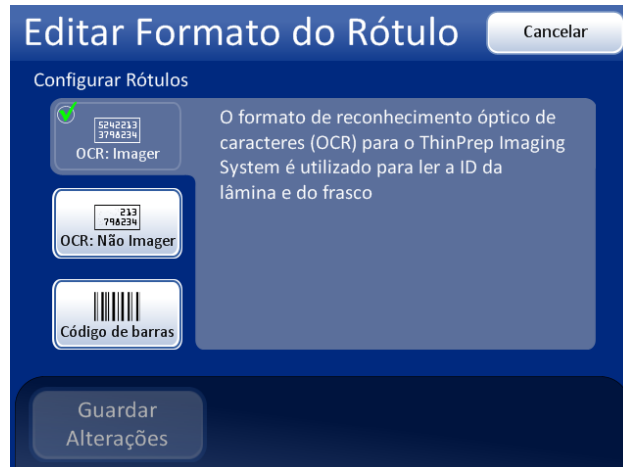 Editar Formato do Rótulo
Cancelar
Configurar Rótulos
5242213
3798234
OCR: Imager
O formato de reconhecimento óptico de
caracteres (OCR) para o ThinPrep Imaging
System é utilizado para ler a ID da
lâmina e do frasco
213
798234
OCR: Não Imager
Código de barras
Guardar
Alterações